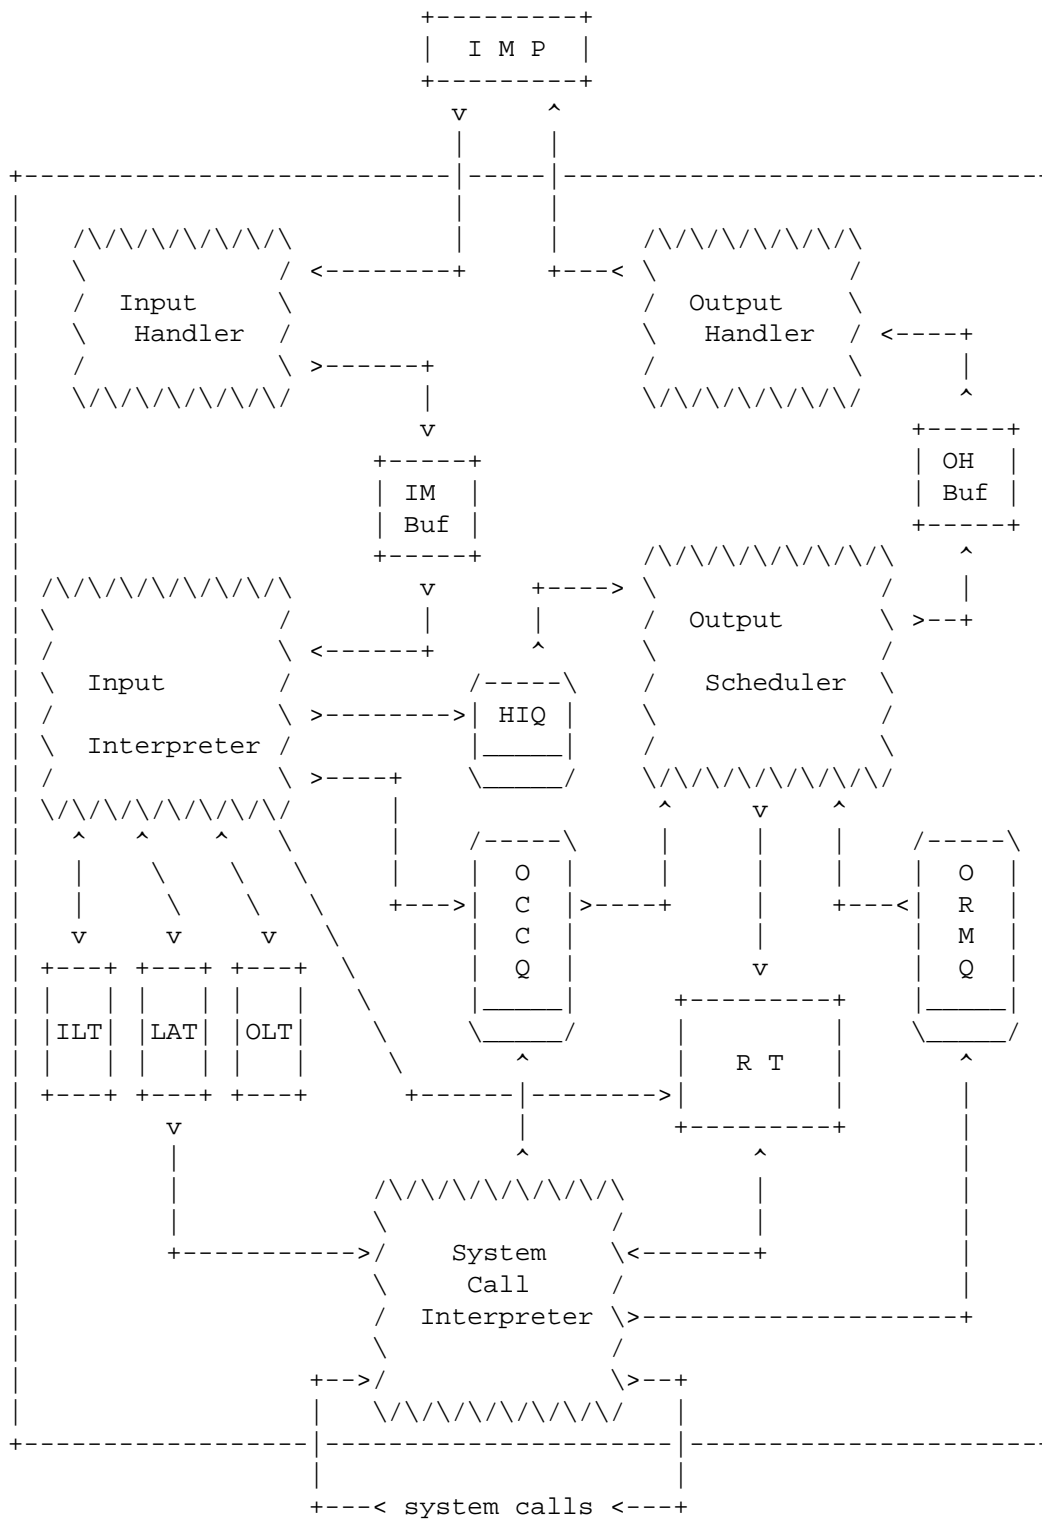 I M P
Input Output
Handler Handler
OH
IM Buf
Buf
Output
Input Scheduler
HIQ
Interpreter
O O
C R
C M
Q Q
ILT LAT OLT
R T
System
Call
Interpreter
system calls